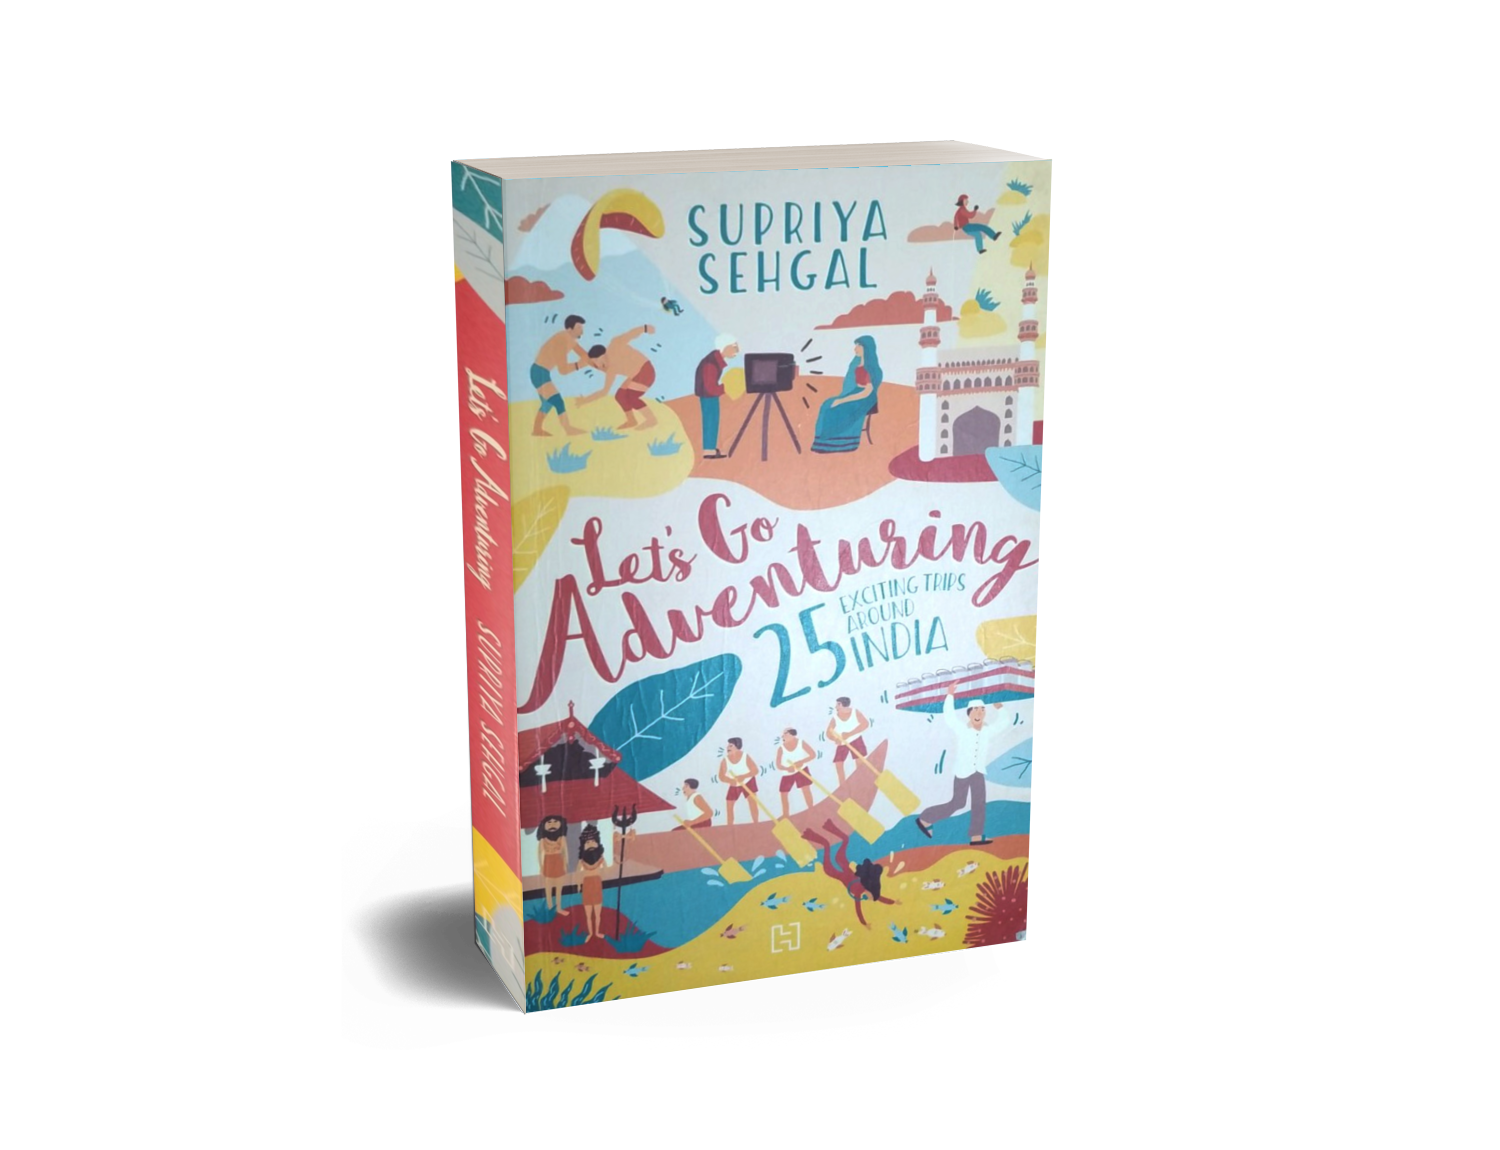 SUPRIYA
SEHGAL
Let's Go
Adventuring
25
EXCITING TRIPS
AROUND
INDIA
Let's Go Adventuring SUPRIYA SEHGAL